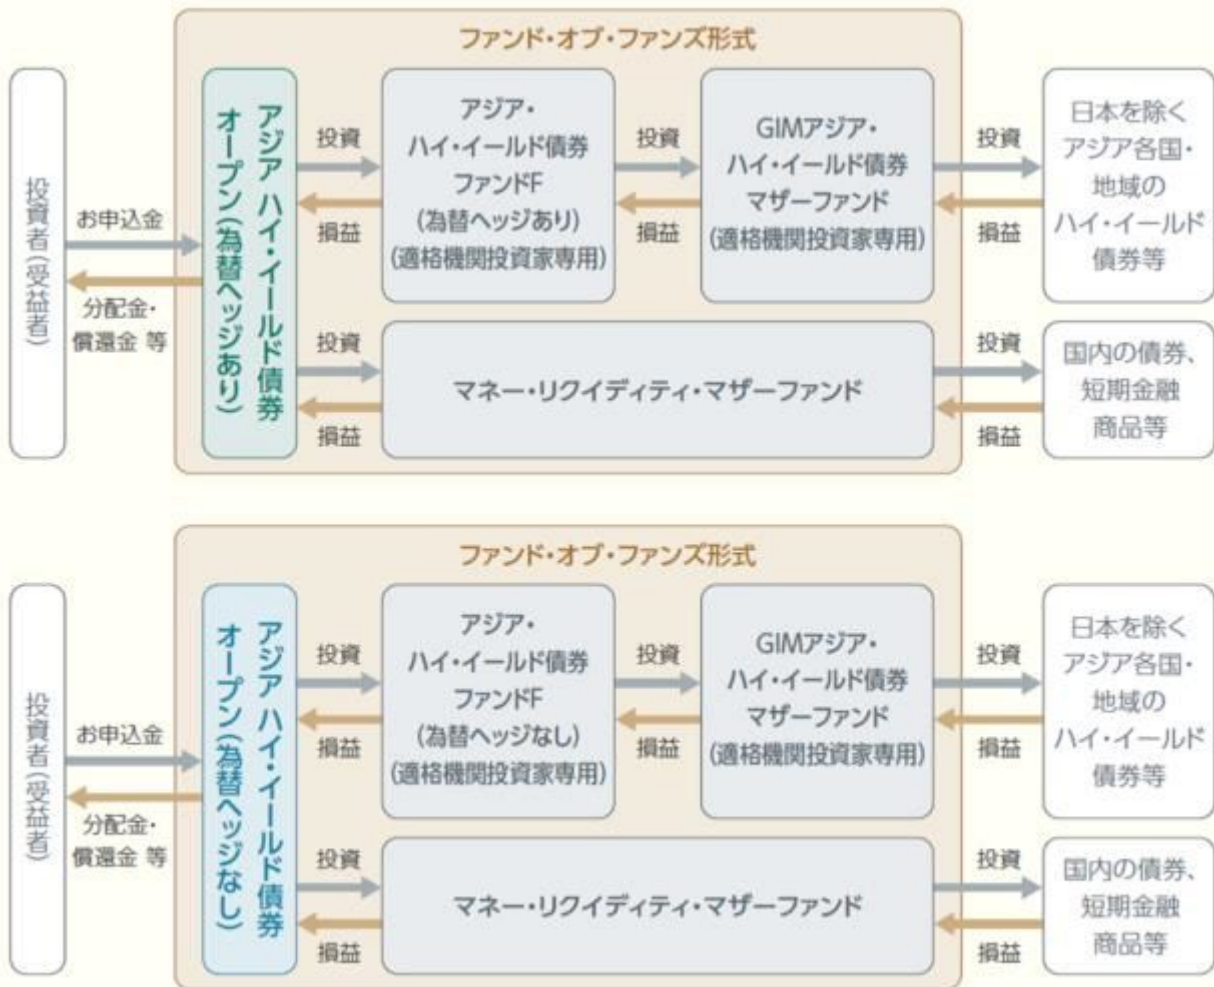 ファンド・オブ・ファンズ形式
投資者(受益者)
お申込金
分配金・
償還金 等
アジア ハイ・イールド債券
オープン(為替ヘッジあり)
投資
損益
アジア・
ハイ・イールド債券
ファンドF
(為替ヘッジあり)
(適格機関投資家専用)
投資
損益
GIMアジア・
ハイ・イールド債券
マザーファンド
(適格機関投資家専用)
投資
損益
日本を除く
アジア各国・
地域の
ハイ・イールド
債券等
投資
損益
マネー・リクイディティ・マザーファンド
投資
損益
国内の債券、
短期金融
商品等
ファンド・オブ・ファンズ形式
投資者(受益者)
お申込金
分配金・
償還金 等
アジア ハイ・イールド債券
オープン(為替ヘッジなし)
投資
損益
アジア・
ハイ・イールド債券
ファンドF
(為替ヘッジなし)
(適格機関投資家専用)
投資
損益
GIMアジア・
ハイ・イールド債券
マザーファンド
(適格機関投資家専用)
投資
損益
日本を除く
アジア各国・
地域の
ハイ・イールド
債券等
投資
損益
マネー・リクイディティ・マザーファンド
投資
損益
国内の債券、
短期金融
商品等